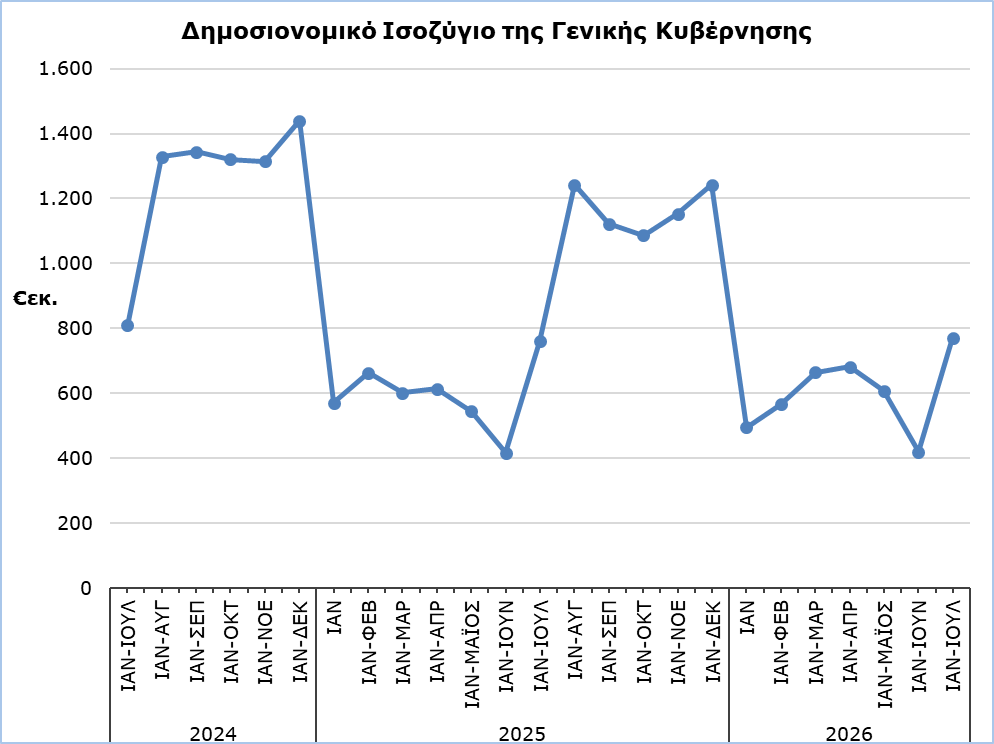 Δημοσιονομικό Ισοζύγιο της Γενικής Κυβέρνησης
1.600
1.400
1.200
1.000
€εκ.
800
600
400
200
0
ΙΑΝ-ΙΟΥΛ
ΙΑΝ-ΑΥΓ
ΙΑΝ-ΣΕΠ
ΙΑΝ-ΟΚΤ
ΙΑΝ-ΝΟΕ
ΙΑΝ-ΔΕΚ
ΙΑΝ
ΙΑΝ-ΦΕΒ
ΙΑΝ-ΜΑΡ
ΙΑΝ-ΑΠΡ
ΙΑΝ-ΜΑΪΟΣ
ΙΑΝ-ΙΟΥΝ
ΙΑΝ-ΙΟΥΛ
ΙΑΝ-ΑΥΓ
ΙΑΝ-ΣΕΠ
ΙΑΝ-ΟΚΤ
ΙΑΝ-ΝΟΕ
ΙΑΝ-ΔΕΚ
ΙΑΝ
ΙΑΝ-ΦΕΒ
ΙΑΝ-ΜΑΡ
ΙΑΝ-ΑΠΡ
ΙΑΝ-ΜΑΪΟΣ
ΙΑΝ-ΙΟΥΝ
ΙΑΝ-ΙΟΥΛ
2024
2025
2026